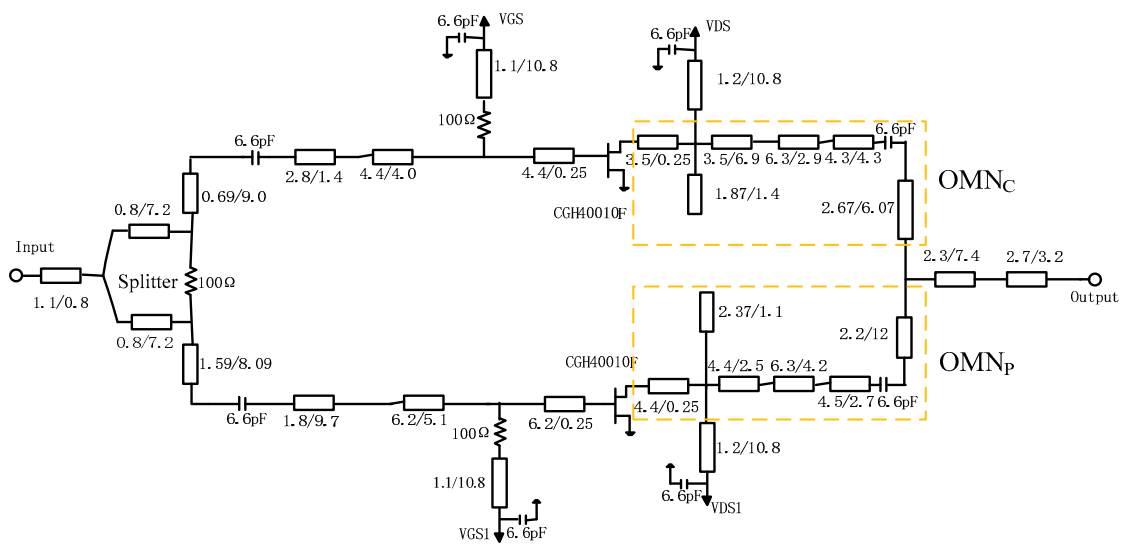 6.6pF
VGS
1.1/10.8
100Ω
6.6pF
VDS
1.2/10.8
6.6pF
2.8/1.4
4.4/4.0
4.4/0.25
3.5/0.25
3.5/6.9
6.3/2.9
4.3/4.3
6.6pF
0.69/9.0
CGH40010F
1.87/1.4
2.67/6.07
OMNC
0.8/7.2
Input
1.1/0.8
Splitter
100Ω
0.8/7.2
2.3/7.4
2.7/3.2
Output
1.59/8.09
CGH40010F
2.37/1.1
2.2/12
OMNP
4.4/2.5
6.3/4.2
4.4/0.25
4.5/2.7
6.6pF
6.6pF
1.8/9.7
6.2/5.1
100Ω
6.2/0.25
1.1/10.8
1.2/10.8
6.6pF
VDS1
VGS1
6.6pF